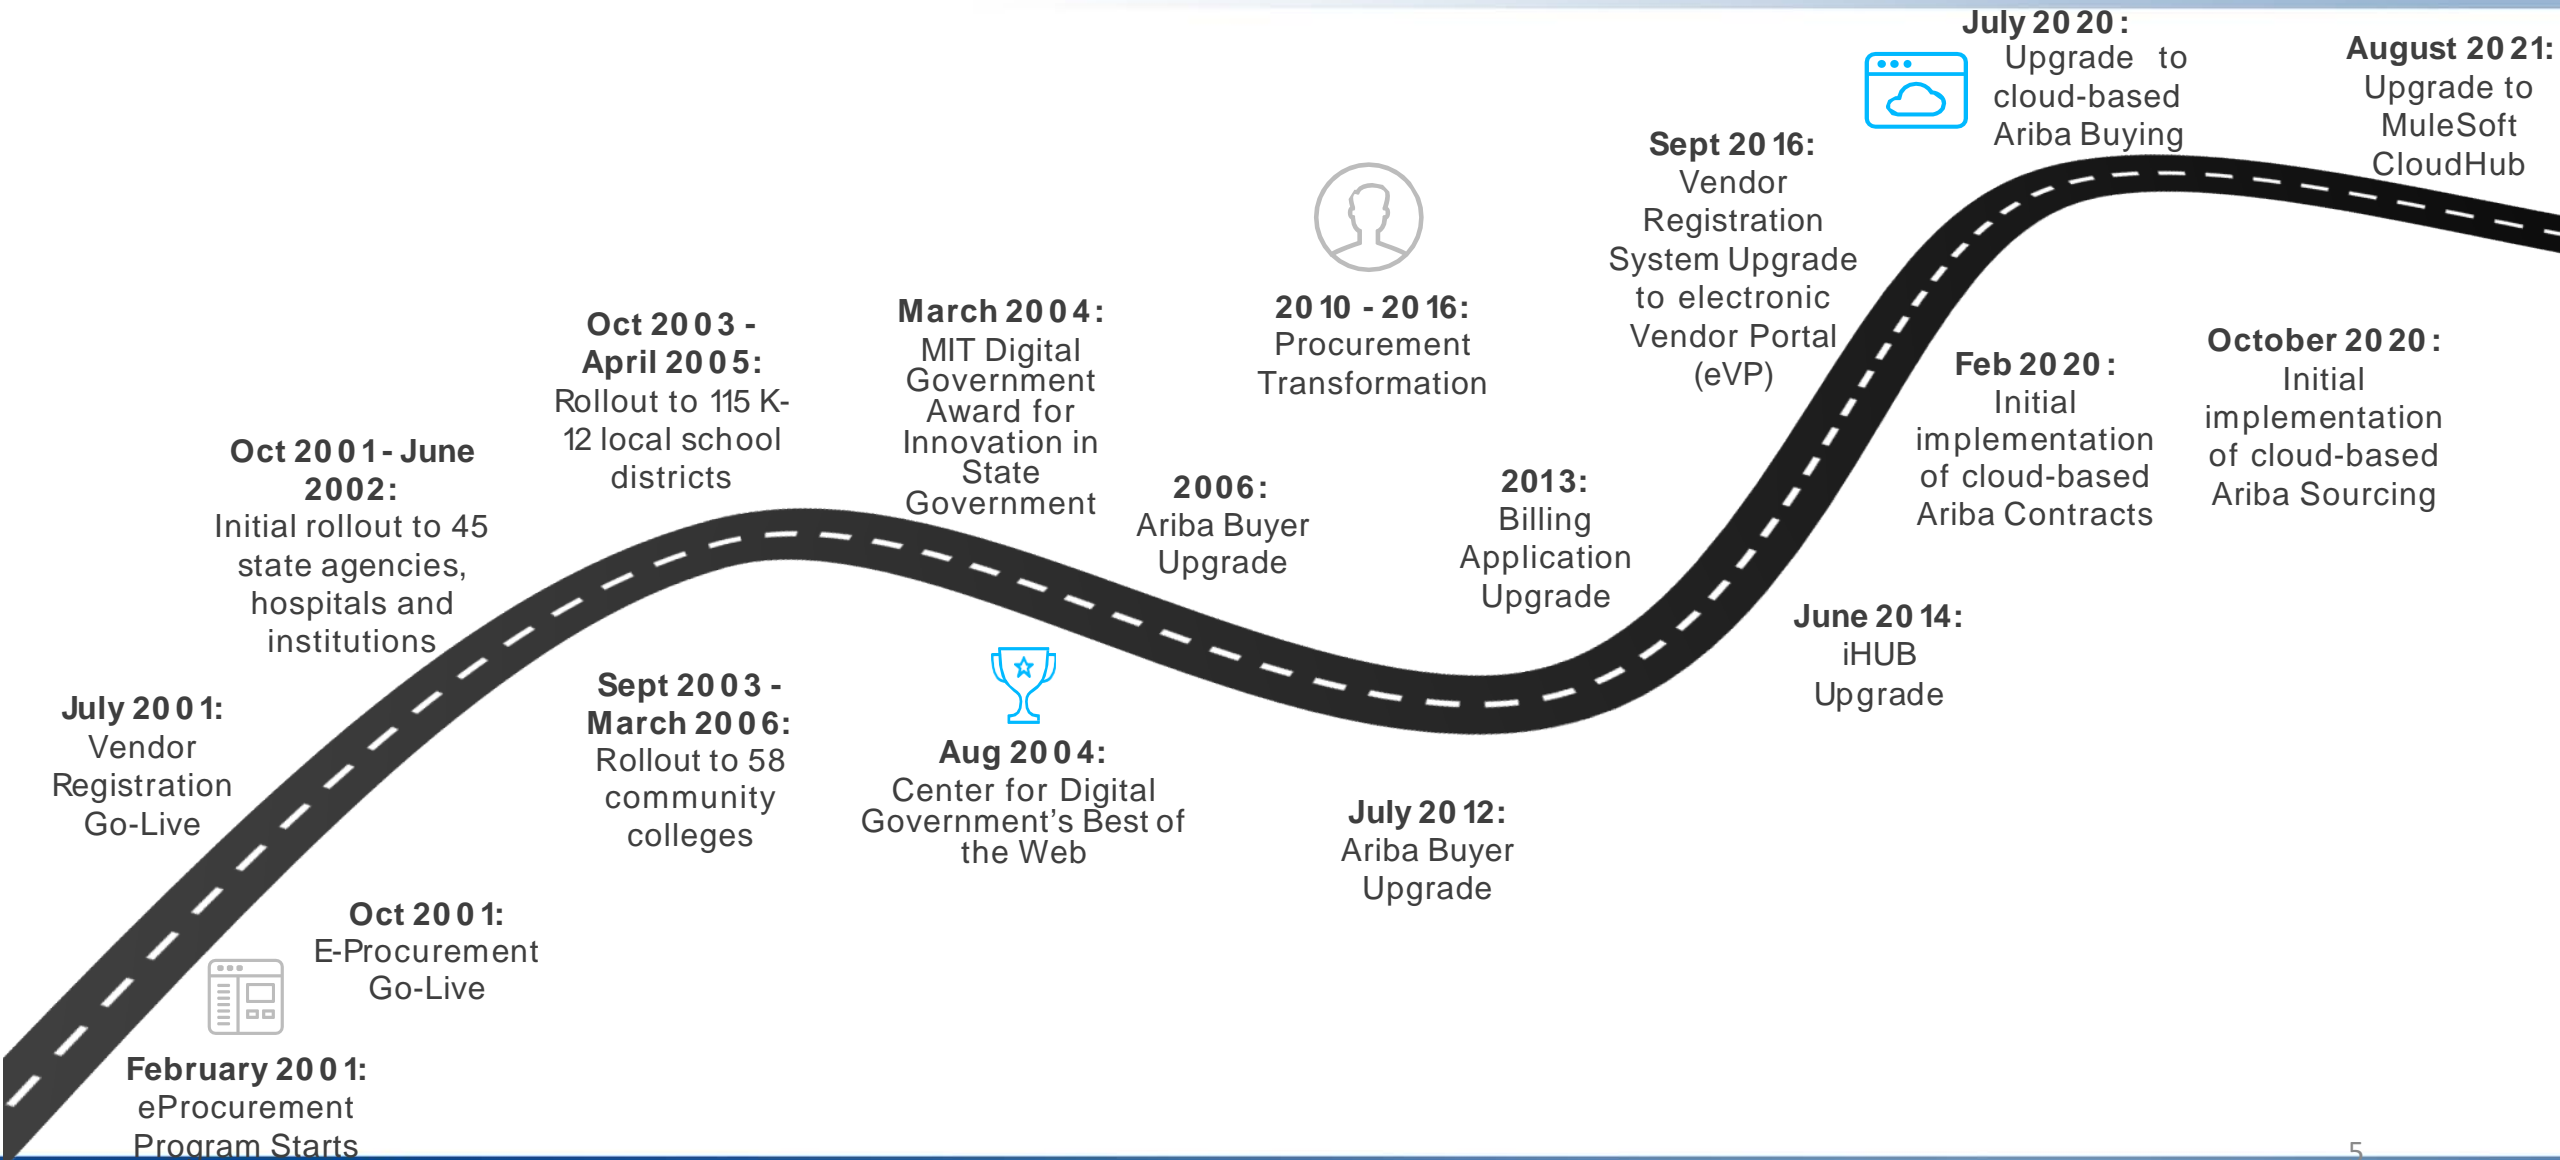 July 2020:
Upgrade to
cloud-based
Ariba Buying
August 2021:
Upgrade to
MuleSoft
CloudHub
Sept 2016:
Vendor
Registration
System Upgrade
to electronic
Vendor Portal
(eVP)
2010 - 2016:
Procurement
Transformation
March 2004:
MIT Digital
Government
Award for
Innovation in
State
Government
Oct 2003 -
April 2005:
Rollout to 115 K-
12 local school
districts
October 2020:
Initial
implementation
of cloud-based
Ariba Sourcing
Feb 2020:
Initial
implementation
of cloud-based
Ariba Contracts
Oct 2001- June
2002:
Initial rollout to 45
state agencies,
hospitals and
institutions
2006:
Ariba Buyer
Upgrade
2013:
Billing
Application
Upgrade
June 2014:
iHUB
Upgrade
July 2001:
Vendor
Registration
Go-Live
Sept 2003 -
March 2006:
Rollout to 58
community
colleges
Aug 2004:
Center for Digital
Government’s Best of
the Web
July 2012:
Ariba Buyer
Upgrade
Oct 2001:
E-Procurement
Go-Live
February 2001:
eProcurement
Program Starts
5